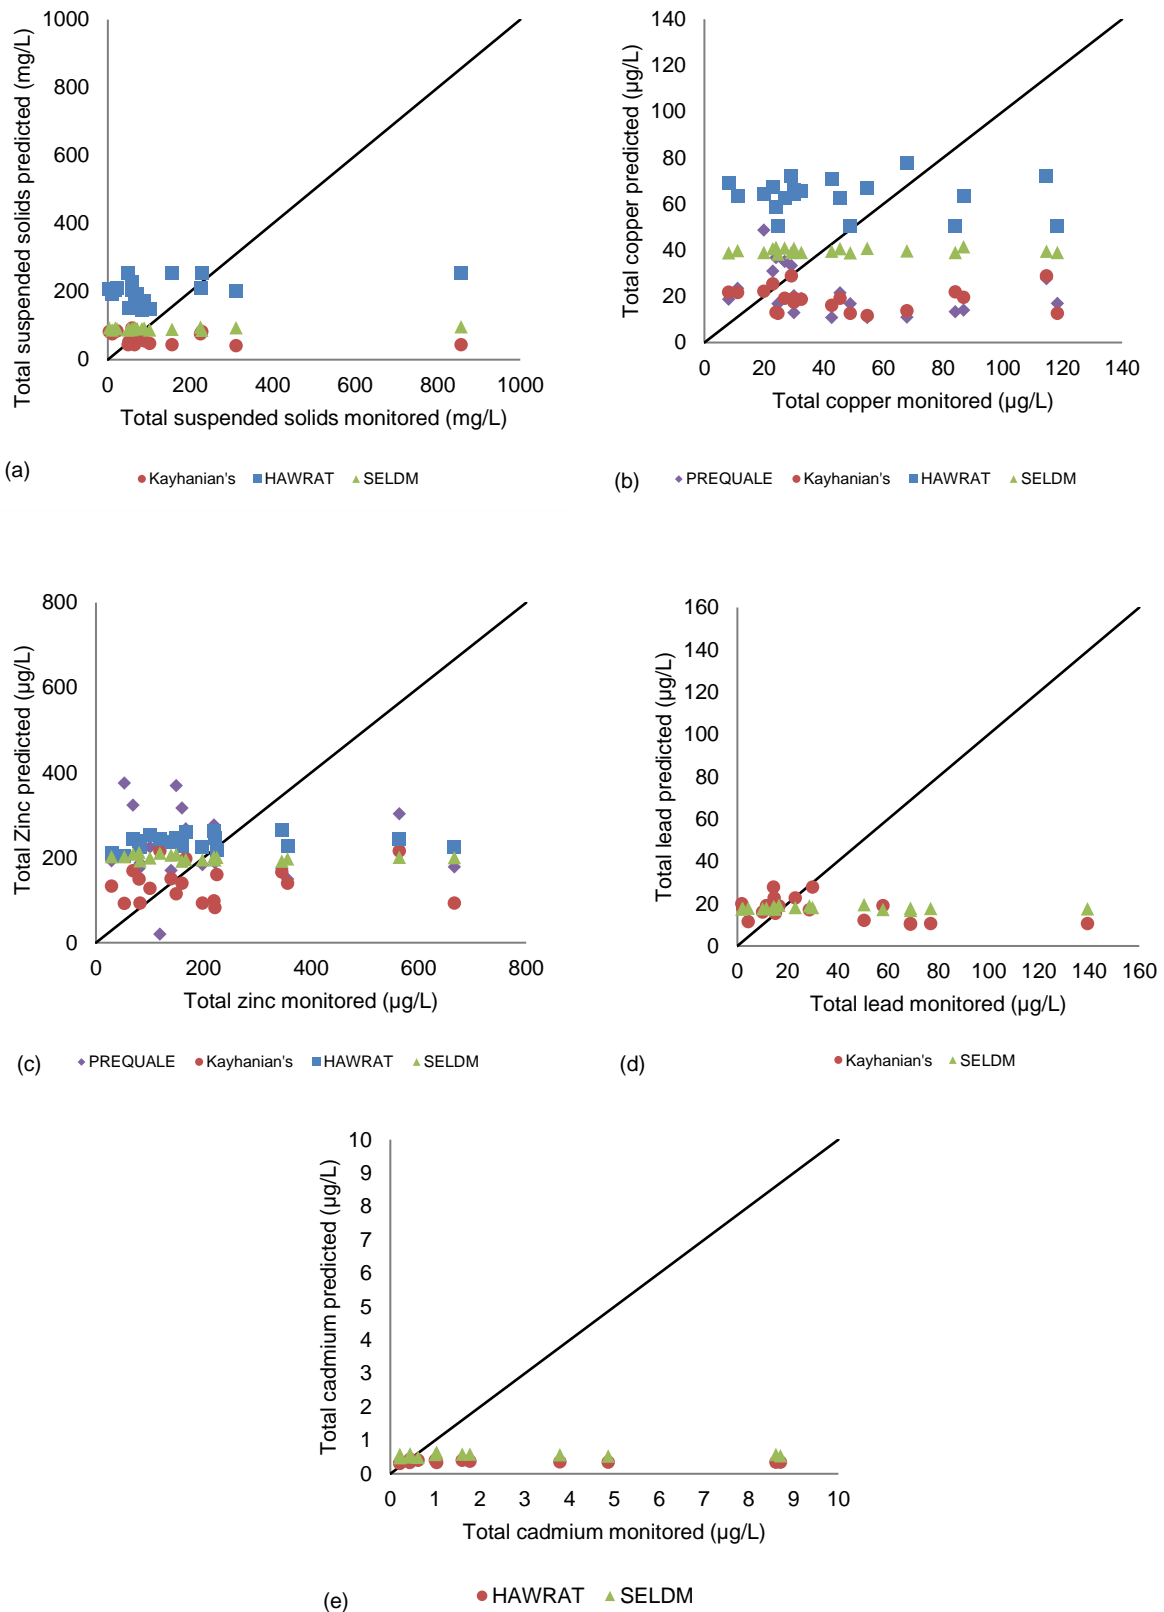 1000
800
600
400
200
0
Total suspended solids predicted (mg/L)
0 200 400 600 800 1000
Total suspended solids monitored (mg/L)
(a)
Kayhanian's HAWRAT SELDM
140
120
100
80
60
40
20
0
Total copper predicted (µg/L)
0 20 40 60 80 100 120 140
Total copper monitored (µg/L)
(b)
PREQUALE Kayhanian's HAWRAT SELDM
800
600
400
200
0
Total Zinc predicted (µg/L)
0 200 400 600 800
Total zinc monitored (µg/L)
(c)
PREQUALE Kayhanian's HAWRAT SELDM
160
140
120
100
80
60
40
20
0
Total lead predicted (µg/L)
0 20 40 60 80 100 120 140 160
Total lead monitored (µg/L)
(d)
Kayhanian's SELDM
10
9
8
7
6
5
4
3
2
1
0
Total cadmium predicted (µg/L)
0 1 2 3 4 5 6 7 8 9 10
Total cadmium monitored (µg/L)
(e)
HAWRAT SELDM